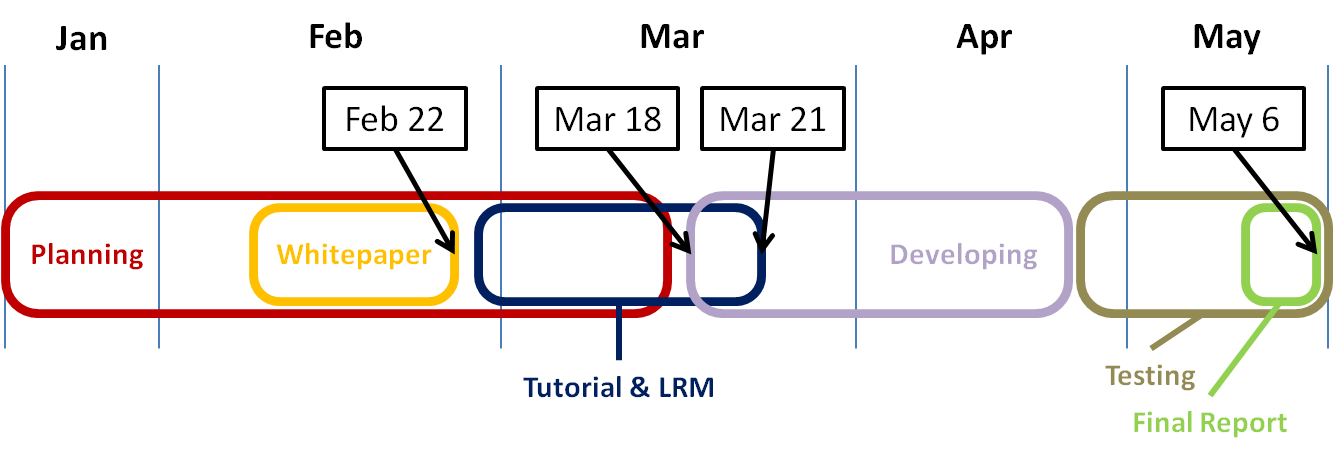 Jan
Feb
Mar
Apr
May
Feb 22
Mar 18
Mar 21
May 6
Planning
Whitepaper
Developing
Tutorial & LRM
Testing
Final Report